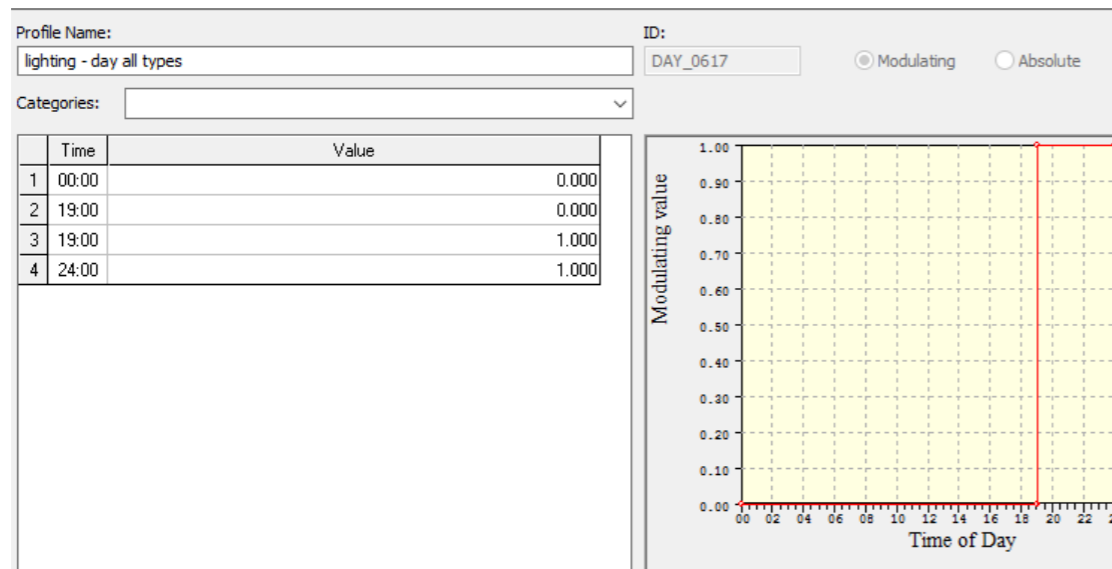 Profile Name: ID:
lighting - day all types DAY_0617 Modulating Absolute
Categories:
Time Value
1 00:00 0.000
2 19:00 0.000
3 19:00 1.000
4 24:00 1.000
Modulating value
1.00
0.90
0.80
0.70
0.60
0.50
0.40
0.30
0.20
0.10
0.00
00 02 04 06 08 10 12 14 16 18 20 22
Time of Day